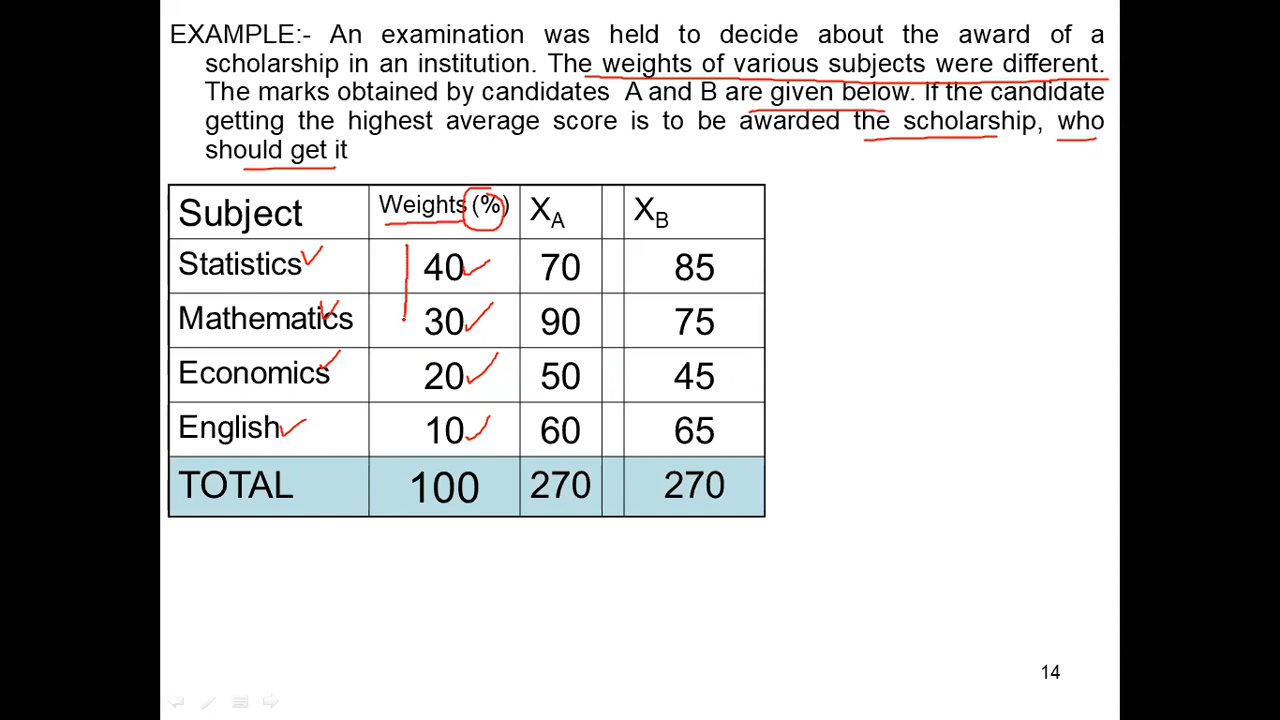 EXAMPLE:- An examination was held to decide about the award of a
scholarship in an institution. The weights of various subjects were different.
The marks obtained by candidates A and B are given below. If the candidate
getting the highest average score is to be awarded the scholarship, who
should get it
Subject Weights (%) XA XB
Statistics 40 70 85
Mathematics 30 90 75
Economics 20 50 45
English 10 60 65
TOTAL 100 270 270
14